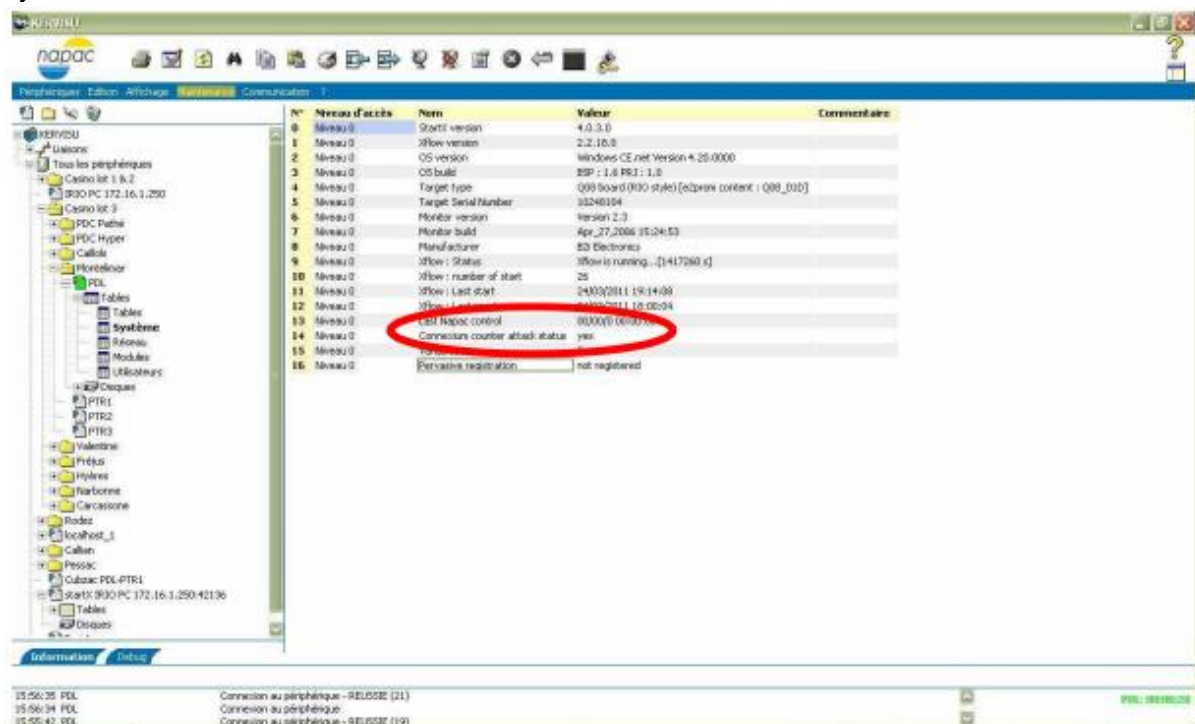 KERVISU
napac
Périphériques Edition Affichage Maintenance Communication ?
KERVISU
Liaisons
Tous les périphériques
Casino lot 1 & 2
IRIO PC 172.16.1.250
Casino lot 3
PDC Pathé
PDC Hyper
Montélimar
PDL
Tables
Tables
Système
Réseau
Modules
Utilisateurs
Disques
PTR1
PTR2
PTR3
Valentine
Fréjus
Hyères
Narbonne
Carcassone
Rodez
localhost_1
Callian
Pessac
Cubzac PDL-PTR1
startX IRIO PC 172.16.1.250:42136
Tables
Disques
N° Niveau d'accès Nom Valeur Commentaire
0 Niveau 0 StartX version 4.0.3.0
1 Niveau 0 Xflow version 2.2.18.0
2 Niveau 0 OS version Windows CE.net Version 4.20.0000
3 Niveau 0 OS build BSP : 1.6 PRJ : 1.0
4 Niveau 0 Target type Q08 board (RIO style) [e2prom content : Q08_01D]
5 Niveau 0 Target Serial Number 10248104
6 Niveau 0 Monitor version Version 2.3
7 Niveau 0 Monitor build Apr_27,2006 15:24:53
8 Niveau 0 Manufacturer Electronics
9 Niveau 0 Xflow : Status Xflow is running...[1417260 s]
10 Niveau 0 Xflow : number of start 26
11 Niveau 0 Xflow : Last start 24/03/2011 19:14:08
12 Niveau 0 Xflow : Last
13 Niveau 0 Last Napac control
14 Niveau 0 Connexium counter attack status yes
15 Niveau 0
16 Niveau 0 Pervasive registration not registered
Information Debug
15:56:35 PDL Connexion au périphérique - REUSSIE (21)
15:56:34 PDL Connexion au périphérique
15:55:42 PDL Connexion au périphérique - REUSSIE (19)